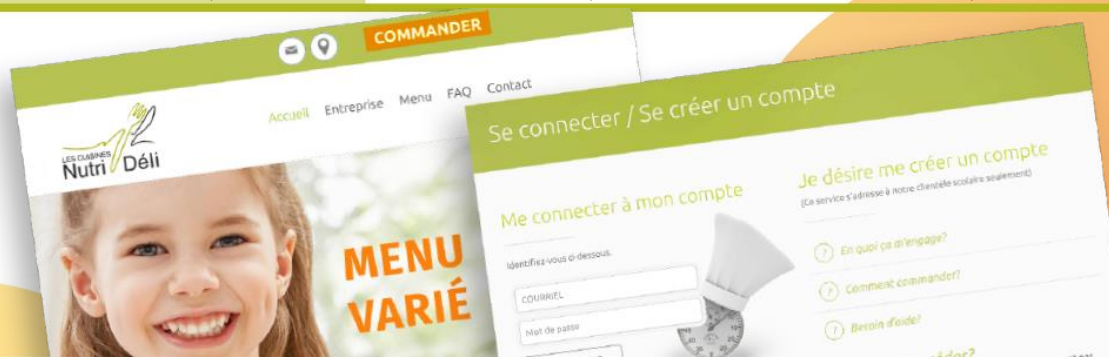 COMMANDER
Accueil Entreprise Menu FAQ Contact
LES CUISINES
Nutri Déli
MENU
VARIÉ
Se connecter / Se créer un compte
Me connecter à mon compte
Identifiez-vous ci-dessous.
COURRIEL
Mot de passe
Je désire me créer un compte
(Ce service s'adresse à notre clientèle scolaire seulement)
? En quoi ça m'engage?
? Comment commander?
? Besoin d'aide?